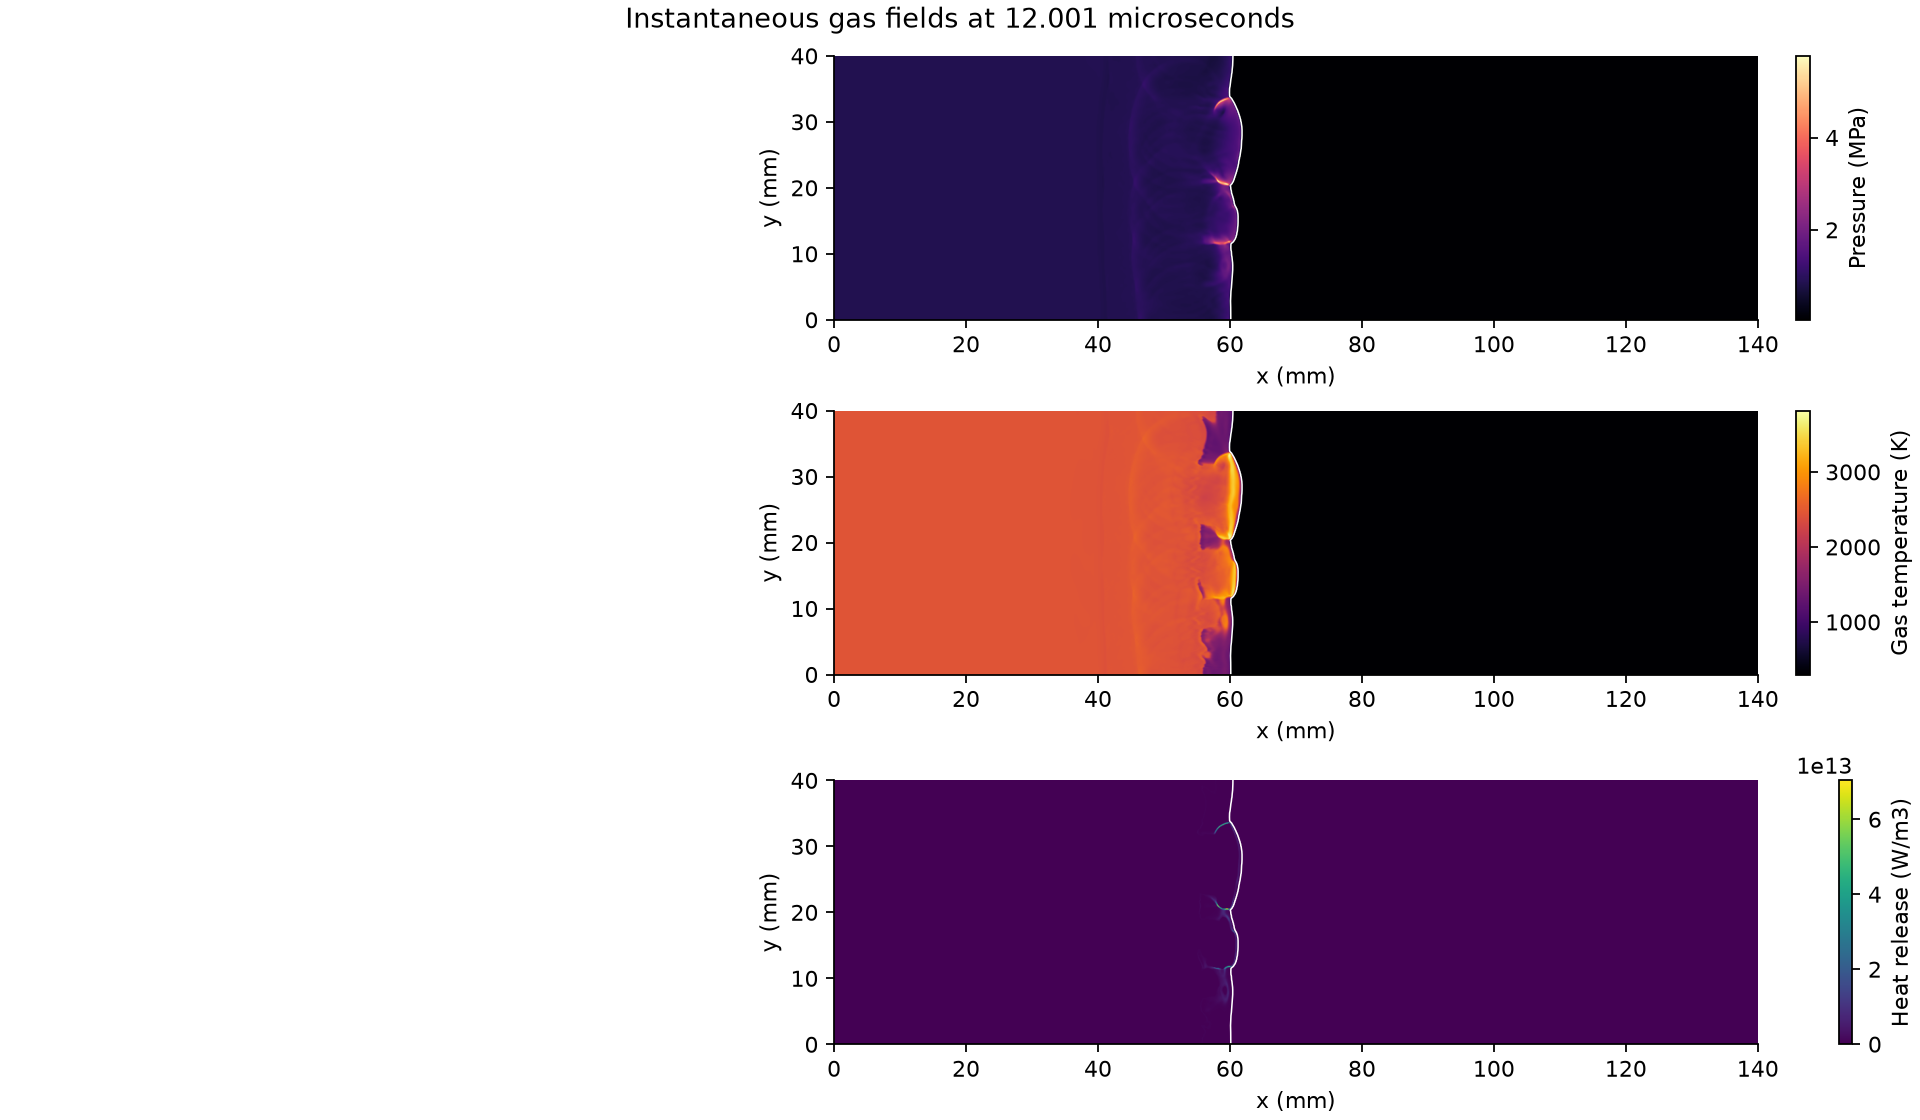 Instantaneous gas fields at 12.001 microseconds
40
30
20
10
0
y (mm)
0 20 40 60 80 100 120 140
x (mm)
4
2
Pressure (MPa)
40
30
20
10
0
y (mm)
0 20 40 60 80 100 120 140
x (mm)
3000
2000
1000
Gas temperature (K)
40
30
20
10
0
y (mm)
0 20 40 60 80 100 120 140
x (mm)
1e13
6
4
2
0
Heat release (W/m3)